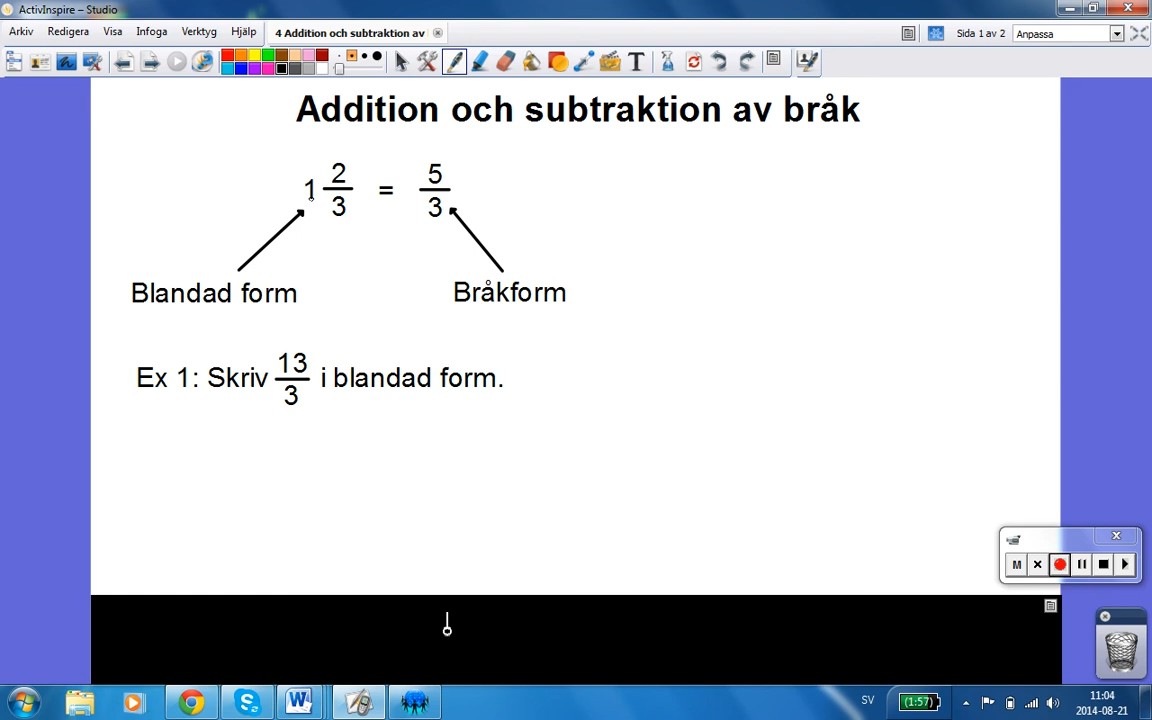 ActivInspire – Studio
Arkiv Redigera Visa Infoga Verktyg Hjälp 4 Addition och subtraktion av Sida 1 av 2 Anpassa
Addition och subtraktion av bråk
1 2/3 = 5/3
Blandad form Bråkform
Ex 1: Skriv 13/3 i blandad form.
M
SV (1:57) 11:04
2014-08-21